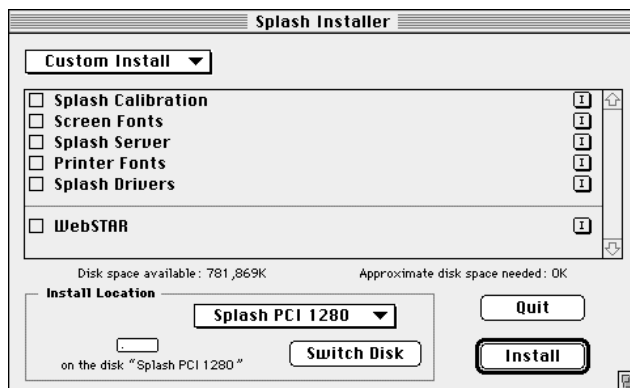 Splash Installer
Custom Install
Splash Calibration
Screen Fonts
Splash Server
Printer Fonts
Splash Drivers
WebSTAR
Disk space available: 781,869K Approximate disk space needed: 0K
Install Location
Splash PCI 1280
Quit
on the disk "Splash PCI 1280"
Switch Disk
Install